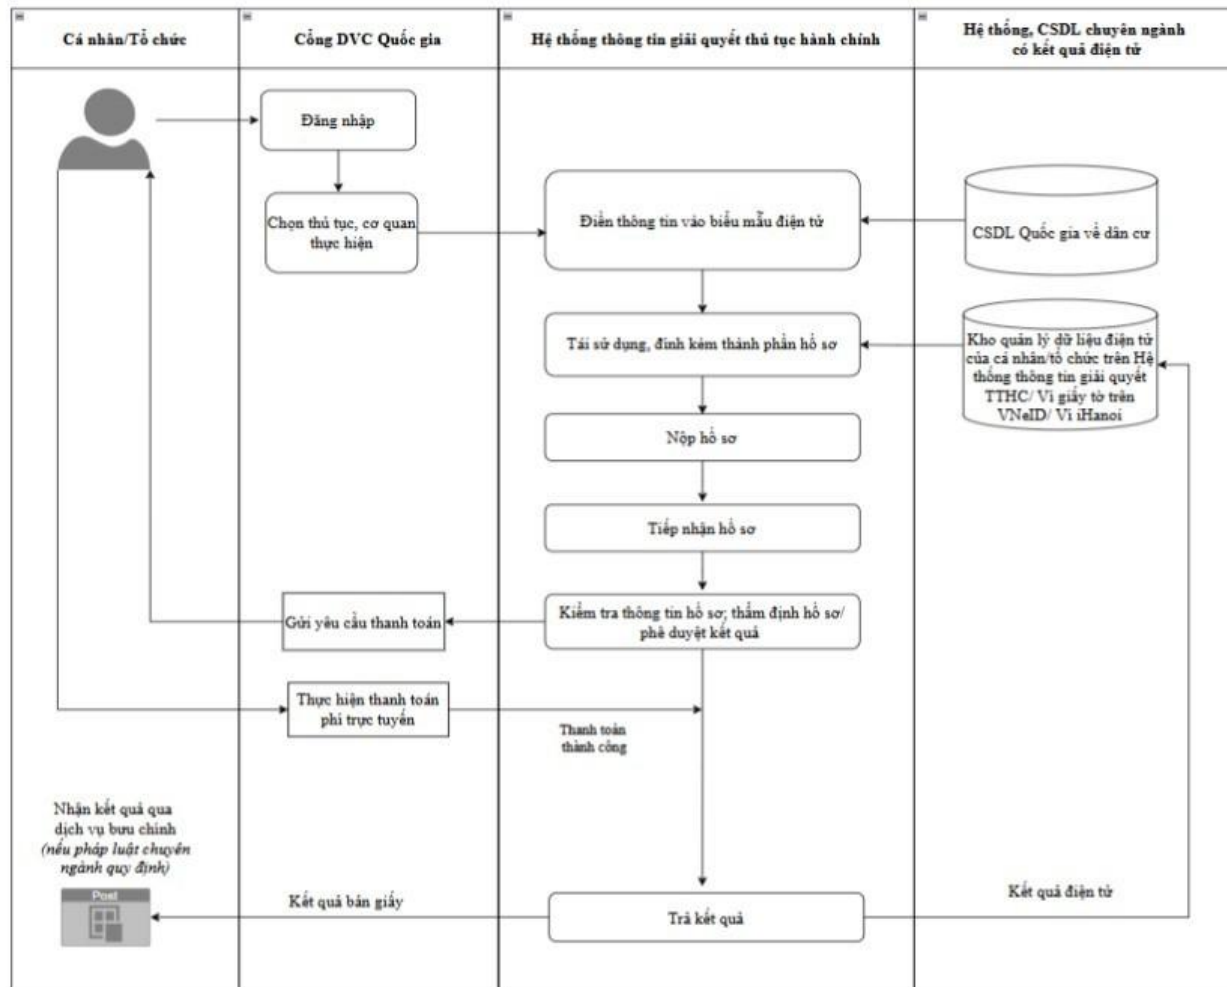 Cá nhân/Tổ chức
Cổng DVC Quốc gia
Hệ thống thông tin giải quyết thủ tục hành chính
Hệ thống, CSDL chuyên ngành
có kết quả điện tử
Đăng nhập
Chọn thủ tục, cơ quan
thực hiện
Điền thông tin vào biểu mẫu điện tử
CSDL Quốc gia về dân cư
Tái sử dụng, đính kèm thành phần hồ sơ
Kho quản lý dữ liệu điện tử
của cá nhân/tổ chức trên Hệ
thống thông tin giải quyết
TTHC/ Ví giấy tờ trên
VNeID/ Ví iHanoi
Nộp hồ sơ
Tiếp nhận hồ sơ
Kiểm tra thông tin hồ sơ; thẩm định hồ sơ/
phê duyệt kết quả
Gửi yêu cầu thanh toán
Thực hiện thanh toán
phí trực tuyến
Thanh toán
thành công
Nhận kết quả qua
dịch vụ bưu chính
(nếu pháp luật chuyên
ngành quy định)
Post
Kết quả bản giấy
Trả kết quả
Kết quả điện tử